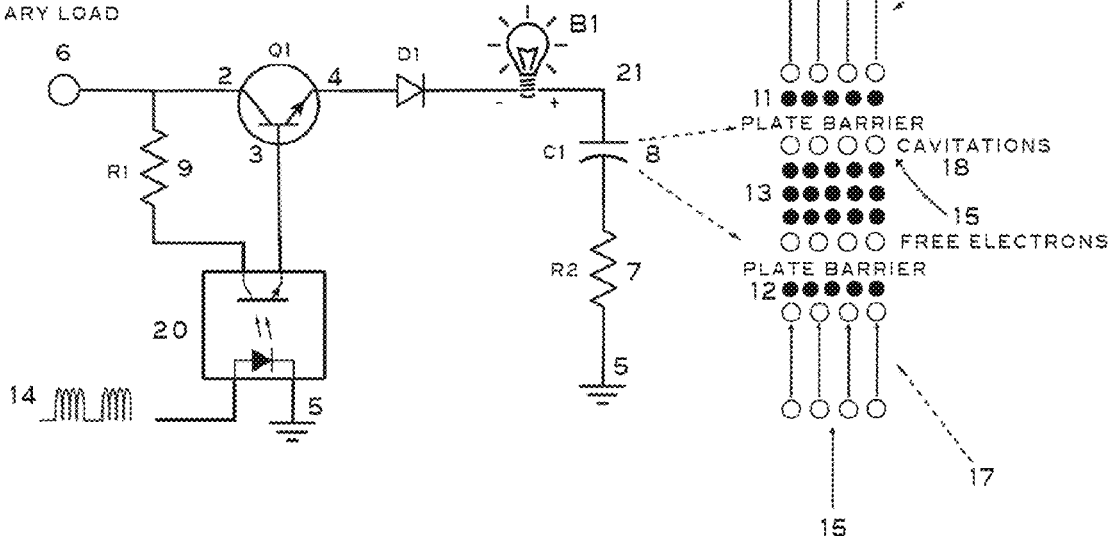 ARY LOAD
6
Q1
2
4
D1
B1
- +
21
3
R1
9
C1
8
R2
7
5
20
14
5
11
PLATE BARRIER
CAVITATIONS
18
13
15
FREE ELECTRONS
PLATE BARRIER
12
17
15